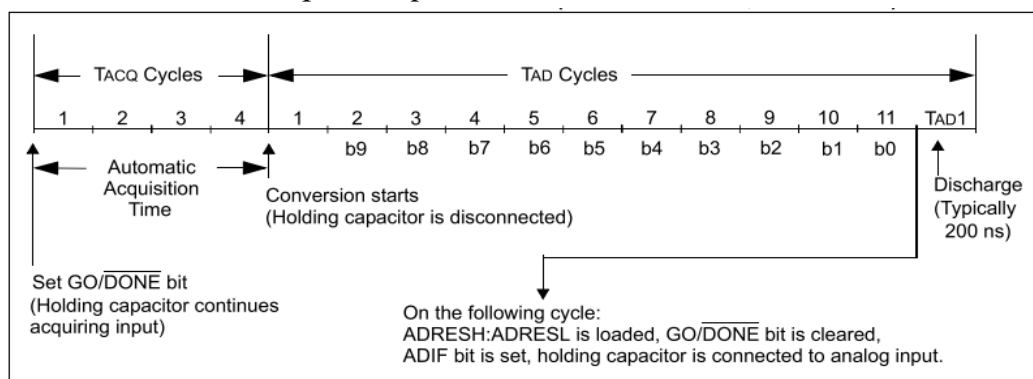 TACQ Cycles
TAD Cycles
1 2 3 4 1 2 3 4 5 6 7 8 9 10 11 TAD1
b9 b8 b7 b6 b5 b4 b3 b2 b1 b0
Automatic
Acquisition
Time
Conversion starts
(Holding capacitor is disconnected)
Discharge
(Typically
200 ns)
Set GO/DONE bit
(Holding capacitor continues
acquiring input)
On the following cycle:
ADRESH:ADRESL is loaded, GO/DONE bit is cleared,
ADIF bit is set, holding capacitor is connected to analog input.